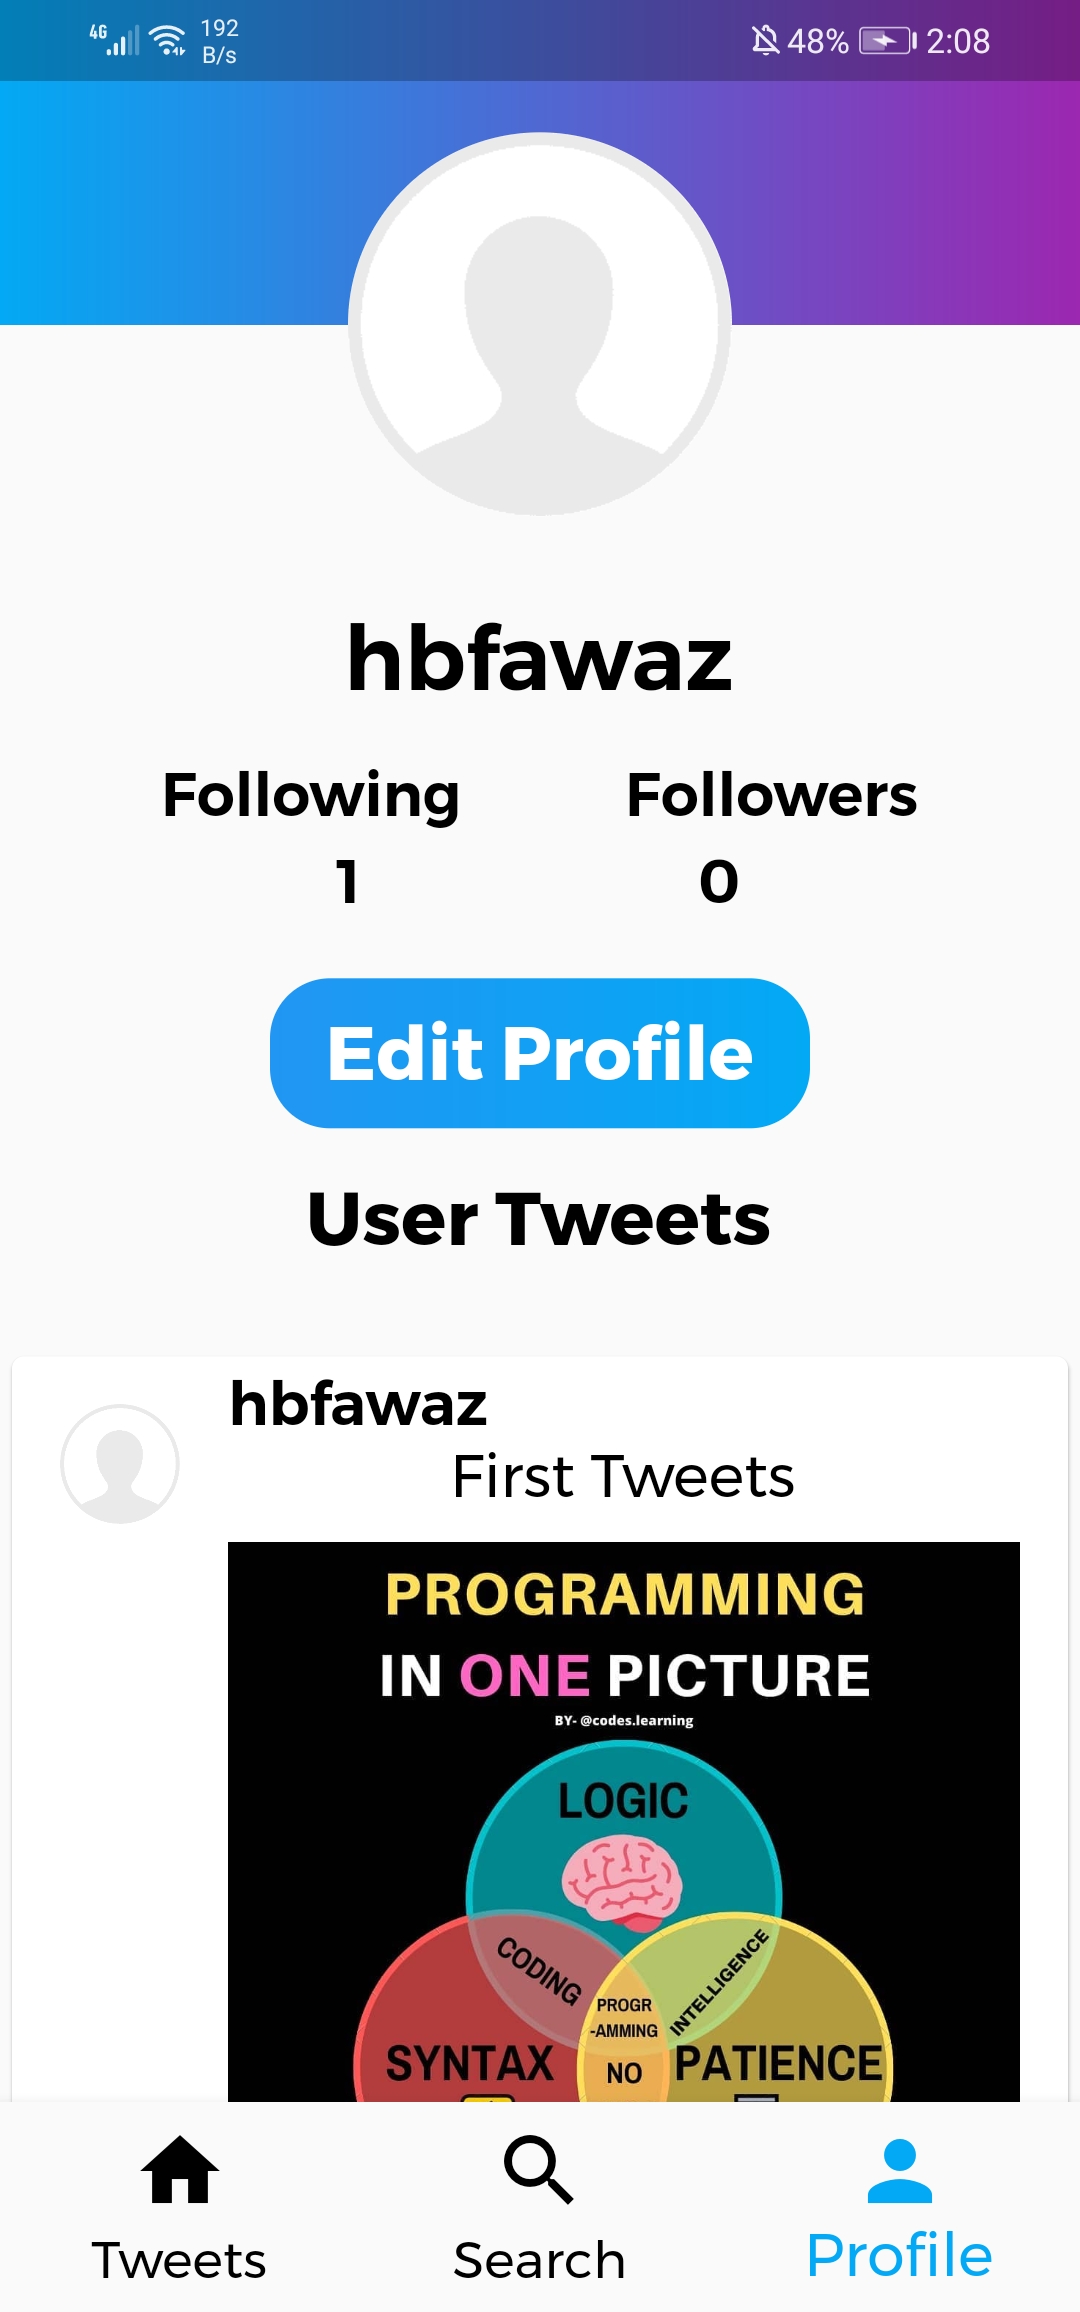 4G 192 B/s 48% 2:08
hbfawaz
Following Followers
1 0
Edit Profile
User Tweets
hbfawaz
First Tweets
PROGRAMMING
IN ONE PICTURE
BY- @codes.learning
LOGIC
CODING
INTELLIGENCE
PROGR
-AMMING
SYNTAX NO PATIENCE
Tweets Search Profile